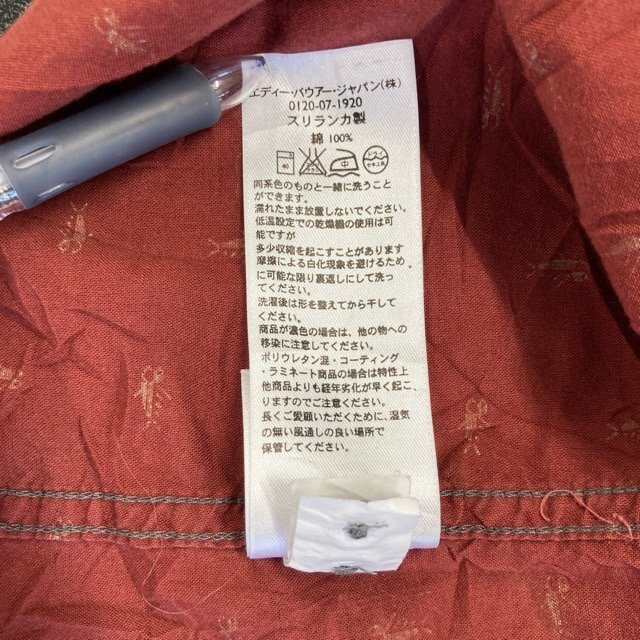 エディー・バウアー・ジャパン(株)
0120-07-1920
スリランカ製
綿 100%
40
ドライ
セキユ系
同系色のものと一緒に洗うこと
ができます。
濡れたまま放置しないでください。
低温設定での乾燥機の使用は可
能ですが
多少収縮を起こすことがあります
摩擦による白化現象を避けるため
に可能な限り裏返しにして洗っ
てください。
洗濯後は形を整えてから干して
ください。
商品が濃色の場合は、他の物への
移染に注意してください。
ポリウレタン混・コーティング
・ラミネート商品の場合は特性上
他商品よりも経年劣化が早く起こ
りますのでご注意ください。
長くご愛顧いただくために、湿気
の無い風通しの良い場所で
保管してください。